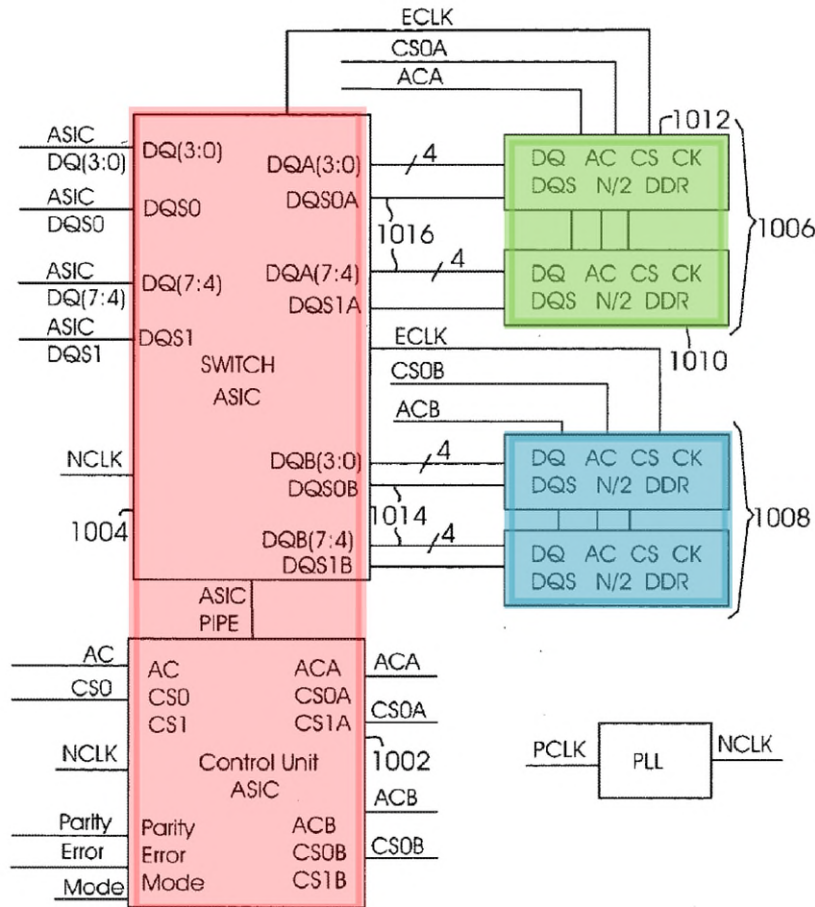 ECLK
CS0A
ACA
1012
ASIC
DQ(3:0)
DQ(3:0)
DQA(3:0)
4
DQ AC CS CK
DQS N/2 DDR
ASIC
DQS0
DQS0
DQS0A
1016
1006
ASIC
DQ(7:4)
DQ(7:4)
DQA(7:4)
4
DQ AC CS CK
DQS N/2 DDR
DQS1A
ASIC
DQS1
DQS1
ECLK
1010
SWITCH
ASIC
CS0B
ACB
NCLK
DQB(3:0)
4
DQ AC CS CK
DQS N/2 DDR
DQS0B
1004
1014
1008
DQB(7:4)
4
DQ AC CS CK
DQS N/2 DDR
DQS1B
ASIC
PIPE
AC
AC
ACA
ACA
CS0
CS0
CS0A
CS1
CS1A
CS0A
NCLK
Control Unit
ASIC
1002
PCLK
PLL
NCLK
ACB
Parity
Parity
ACB
Error
Error
CS0B
CS0B
Mode
Mode
CS1B